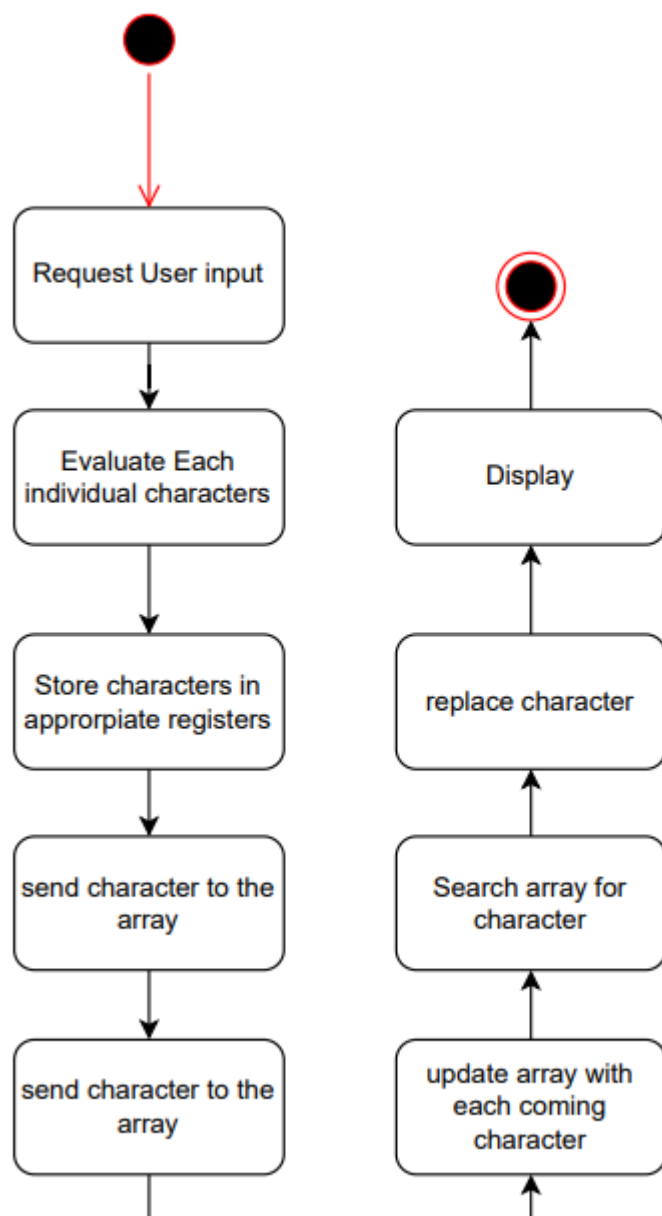 Request User input
Evaluate Each
individual characters
Store characters in
approrpiate registers
send character to the
array
send character to the
array
update array with
each coming
character
Search array for
character
replace character
Display